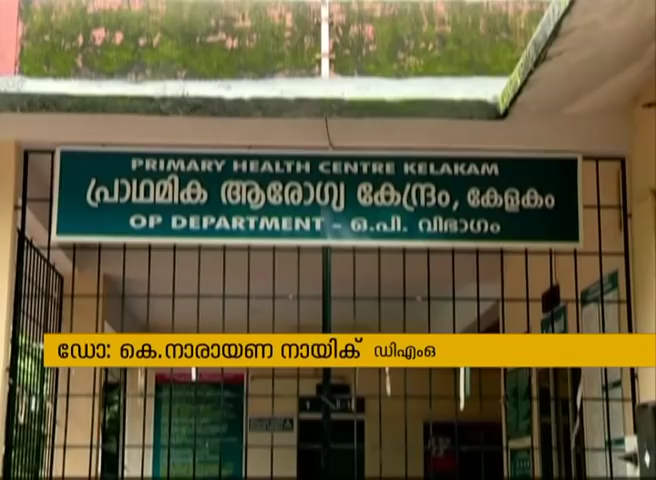 PRIMARY HEALTH CENTRE KELAKAM
പ്രാഥമിക ആരോഗ്യ കേന്ദ്രം, കേളകം
OP DEPARTMENT - ഒ.പി. വിഭാഗം
ഡോ: കെ.നാരായണ നായിക് ഡിഎംഒ